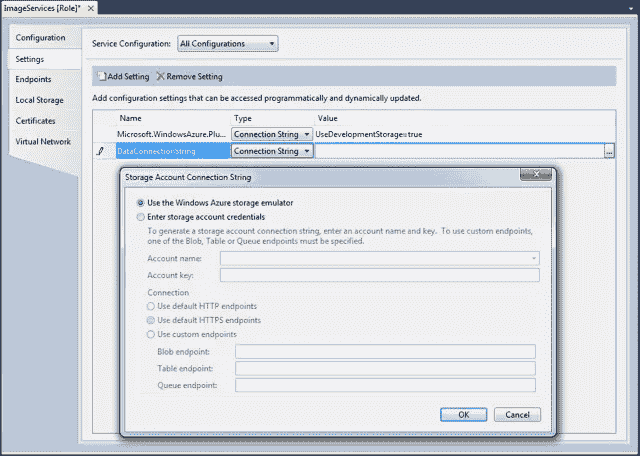 ImageServices [Role]*
Configuration
Settings
Endpoints
Local Storage
Certificates
Virtual Network
Service Configuration: All Configurations
Add Setting Remove Setting
Add configuration settings that can be accessed programmatically and dynamically updated.
Name Type Value
Microsoft.WindowsAzure.Plu... Connection String UseDevelopmentStorage=true
DataConnectionString Connection String ...
Storage Account Connection String
Use the Windows Azure storage emulator
Enter storage account credentials
To generate a storage account connection string, enter an account name and key. To use custom endpoints,
one of the Blob, Table or Queue endpoints must be specified.
Account name:
Account key:
Connection
Use default HTTP endpoints
Use default HTTPS endpoints
Use custom endpoints
Blob endpoint:
Table endpoint:
Queue endpoint:
OK Cancel